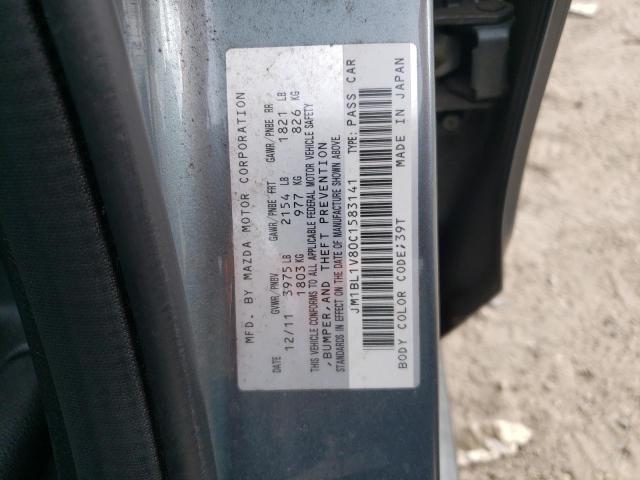 MFD. BY MAZDA MOTOR CORPORATION
DATE GVWR/PNBV GAWR/PNBE FRT GAWR/PNBE RR
12/11 3975 LB 2154 LB 1821 LB
1803 KG 977 KG 826 KG
THIS VEHICLE CONFORMS TO ALL APPLICABLE FEDERAL MOTOR VEHICLE SAFETY
, BUMPER, AND THEFT PREVENTION
STANDARDS IN EFFECT ON THE DATE OF MANUFACTURE SHOWN ABOVE.
JM1BL1V80C1583141 TYPE: PASS CAR
BODY COLOR CODE;39T MADE IN JAPAN